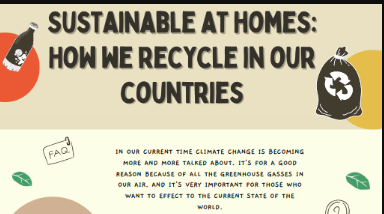 SUSTAINABLE AT HOMES:
HOW WE RECYCLE IN OUR
COUNTRIES
FAQ
IN OUR CURRENT TIME CLIMATE CHANGE IS BECOMING
MORE AND MORE TALKED ABOUT. IT'S FOR A GOOD
REASON BECAUSE OF ALL THE GREENHOUSE GASSES IN
OUR AIR. AND IT'S VERY IMPORTANT FOR THOSE WHO
WANT TO EFFECT TO THE CURRENT STATE OF THE
WORLD.